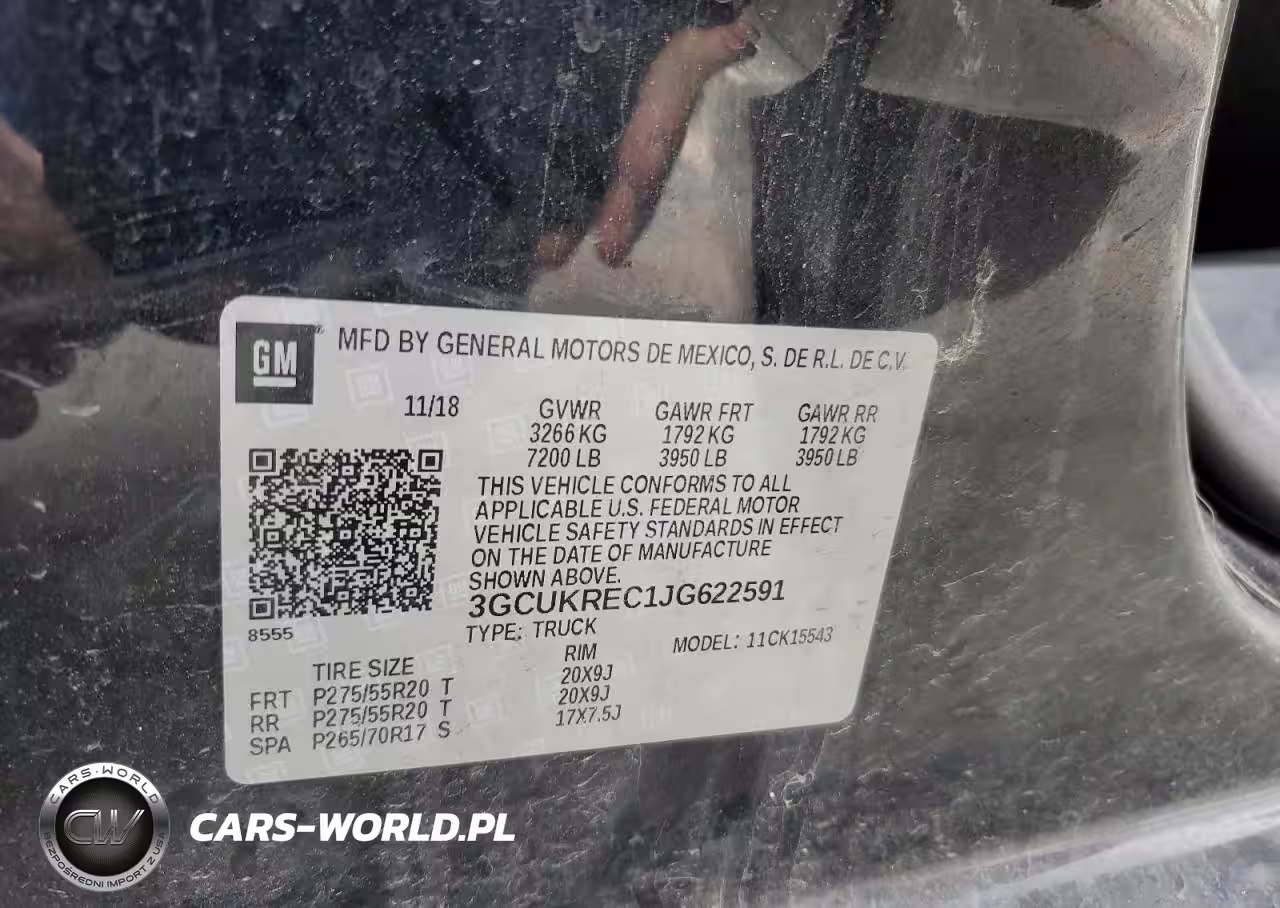 GM
MFD BY GENERAL MOTORS DE MEXICO, S. DE R.L. DE C.V.
11/18 GVWR GAWR FRT GAWR RR
3266 KG 1792 KG 1792 KG
7200 LB 3950 LB 3950 LB
THIS VEHICLE CONFORMS TO ALL
APPLICABLE U.S. FEDERAL MOTOR
VEHICLE SAFETY STANDARDS IN EFFECT
ON THE DATE OF MANUFACTURE
SHOWN ABOVE.
3GCUKREC1JG622591
8555
TYPE: TRUCK MODEL: 11CK15543
TIRE SIZE RIM
FRT P275/55R20 T 20X9J
RR P275/55R20 T 20X9J
SPA P265/70R17 S 17X7.5J
CARS-WORLD
CW
BEZPOŚREDNI IMPORT Z USA
CARS-WORLD.PL